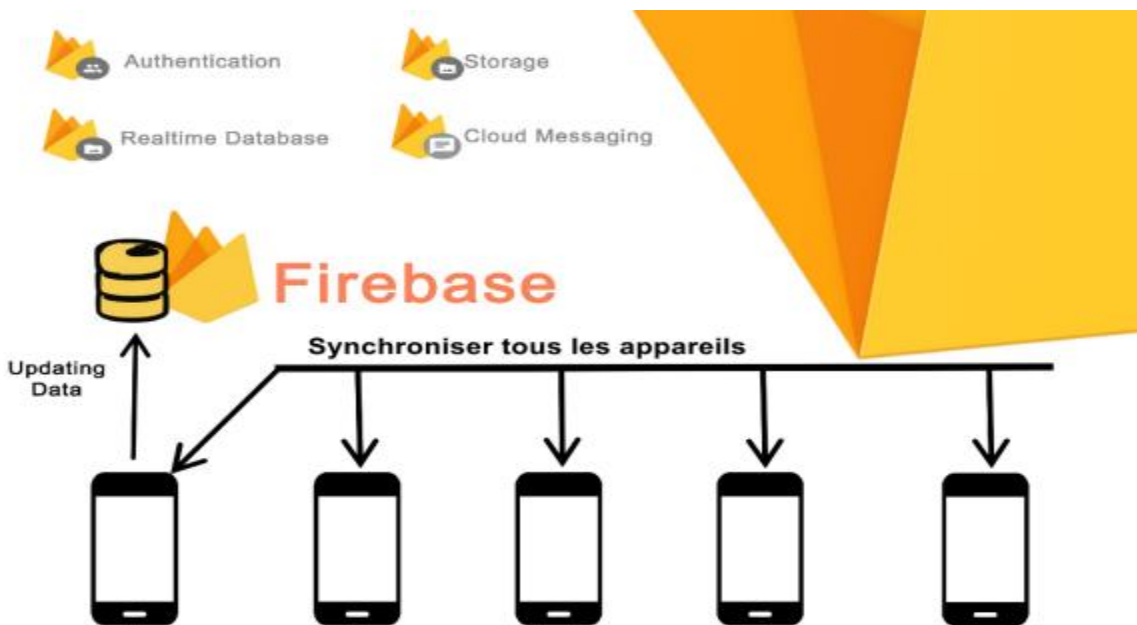 Authentication
Storage
Realtime Database
Cloud Messaging
Firebase
Synchroniser tous les appareils
Updating
Data